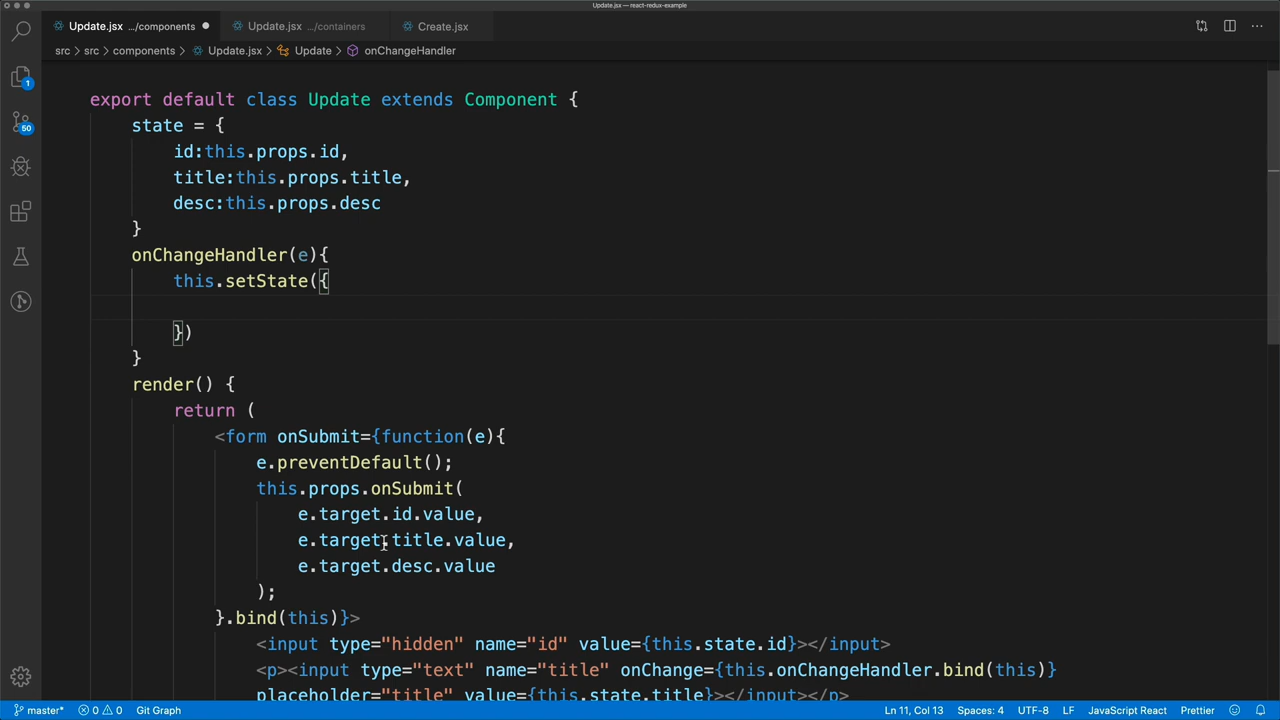 Update.jsx — react-redux-example
Update.jsx .../components
Update.jsx .../containers
Create.jsx
src src components Update.jsx Update onChangeHandler
1
50
export default class Update extends Component {
state = {
id:this.props.id,
title:this.props.title,
desc:this.props.desc
}
onChangeHandler(e){
this.setState({
})
}
render() {
return (
<form onSubmit={function(e){
e.preventDefault();
this.props.onSubmit(
e.target.id.value,
e.target.title.value,
e.target.desc.value
);
}.bind(this)}>
<input type="hidden" name="id" value={this.state.id}></input>
<p><input type="text" name="title" onChange={this.onChangeHandler.bind(this)}
placeholder="title" value={this.state.title}></input></p>
master* 0 0 Git Graph Ln 11, Col 13 Spaces: 4 UTF-8 LF JavaScript React Prettier